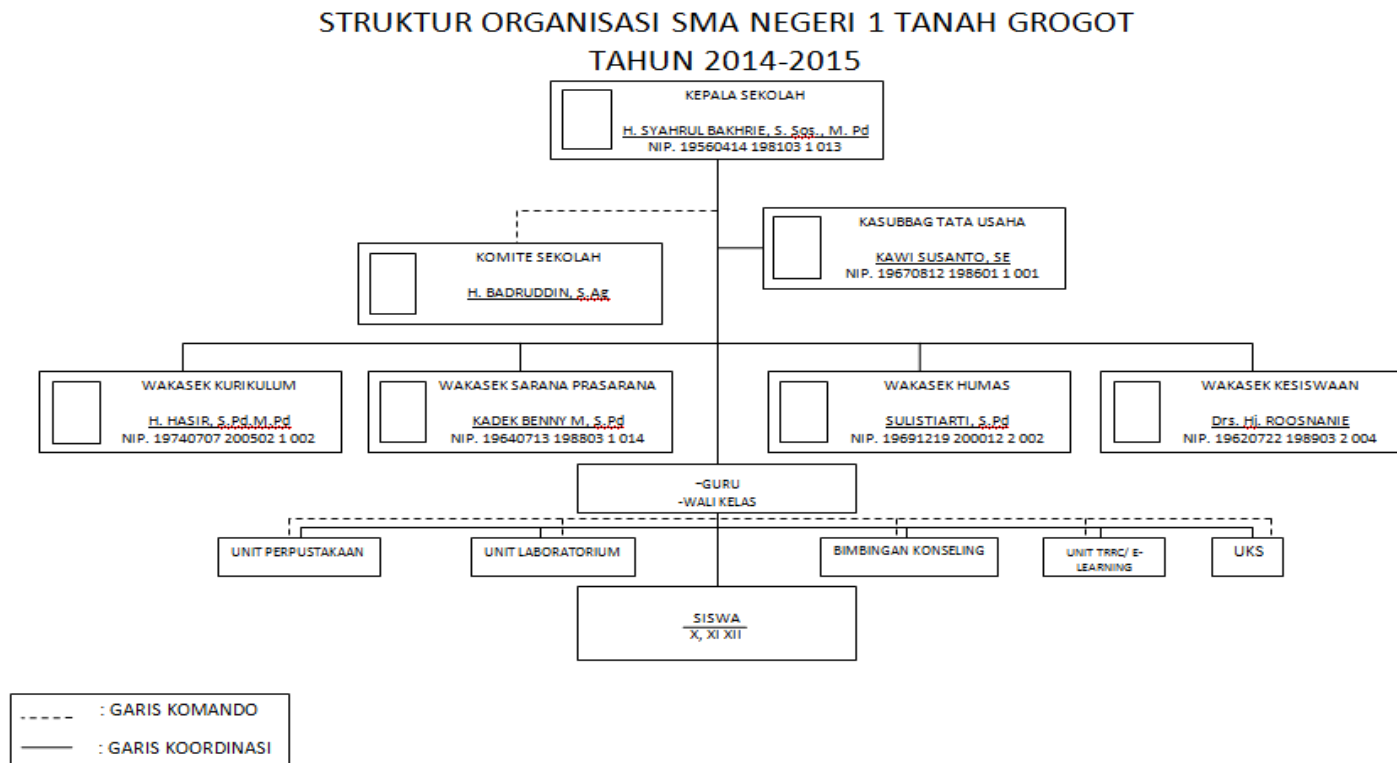 STRUKTUR ORGANISASI SMA NEGERI 1 TANAH GROGOT
TAHUN 2014-2015
KEPALA SEKOLAH
H. SYAHRUL BAKHRIE, S. Sos., M. Pd
NIP. 19560414 198103 1 013
KASUBBAG TATA USAHA
KAWI SUSANTO, SE
NIP. 19670812 198601 1 001
KOMITE SEKOLAH
H. BADRUDDIN, S.Ag
WAKASEK KURIKULUM
H. HASIR, S.Pd.M.Pd
NIP. 19740707 200502 1 002
WAKASEK SARANA PRASARANA
KADEK BENNY M, S.Pd
NIP. 19640713 198803 1 014
WAKASEK HUMAS
SULISTIARTI, S.Pd
NIP. 19691219 200012 2 002
WAKASEK KESISWAAN
Drs. Hj. ROOSNANIE
NIP. 19620722 198903 2 004
-GURU
-WALI KELAS
UNIT PERPUSTAKAAN
UNIT LABORATORIUM
BIMBINGAN KONSELING
UNIT TRRC/ E-
LEARNING
UKS
SISWA
X, XI XII
: GARIS KOMANDO
: GARIS KOORDINASI